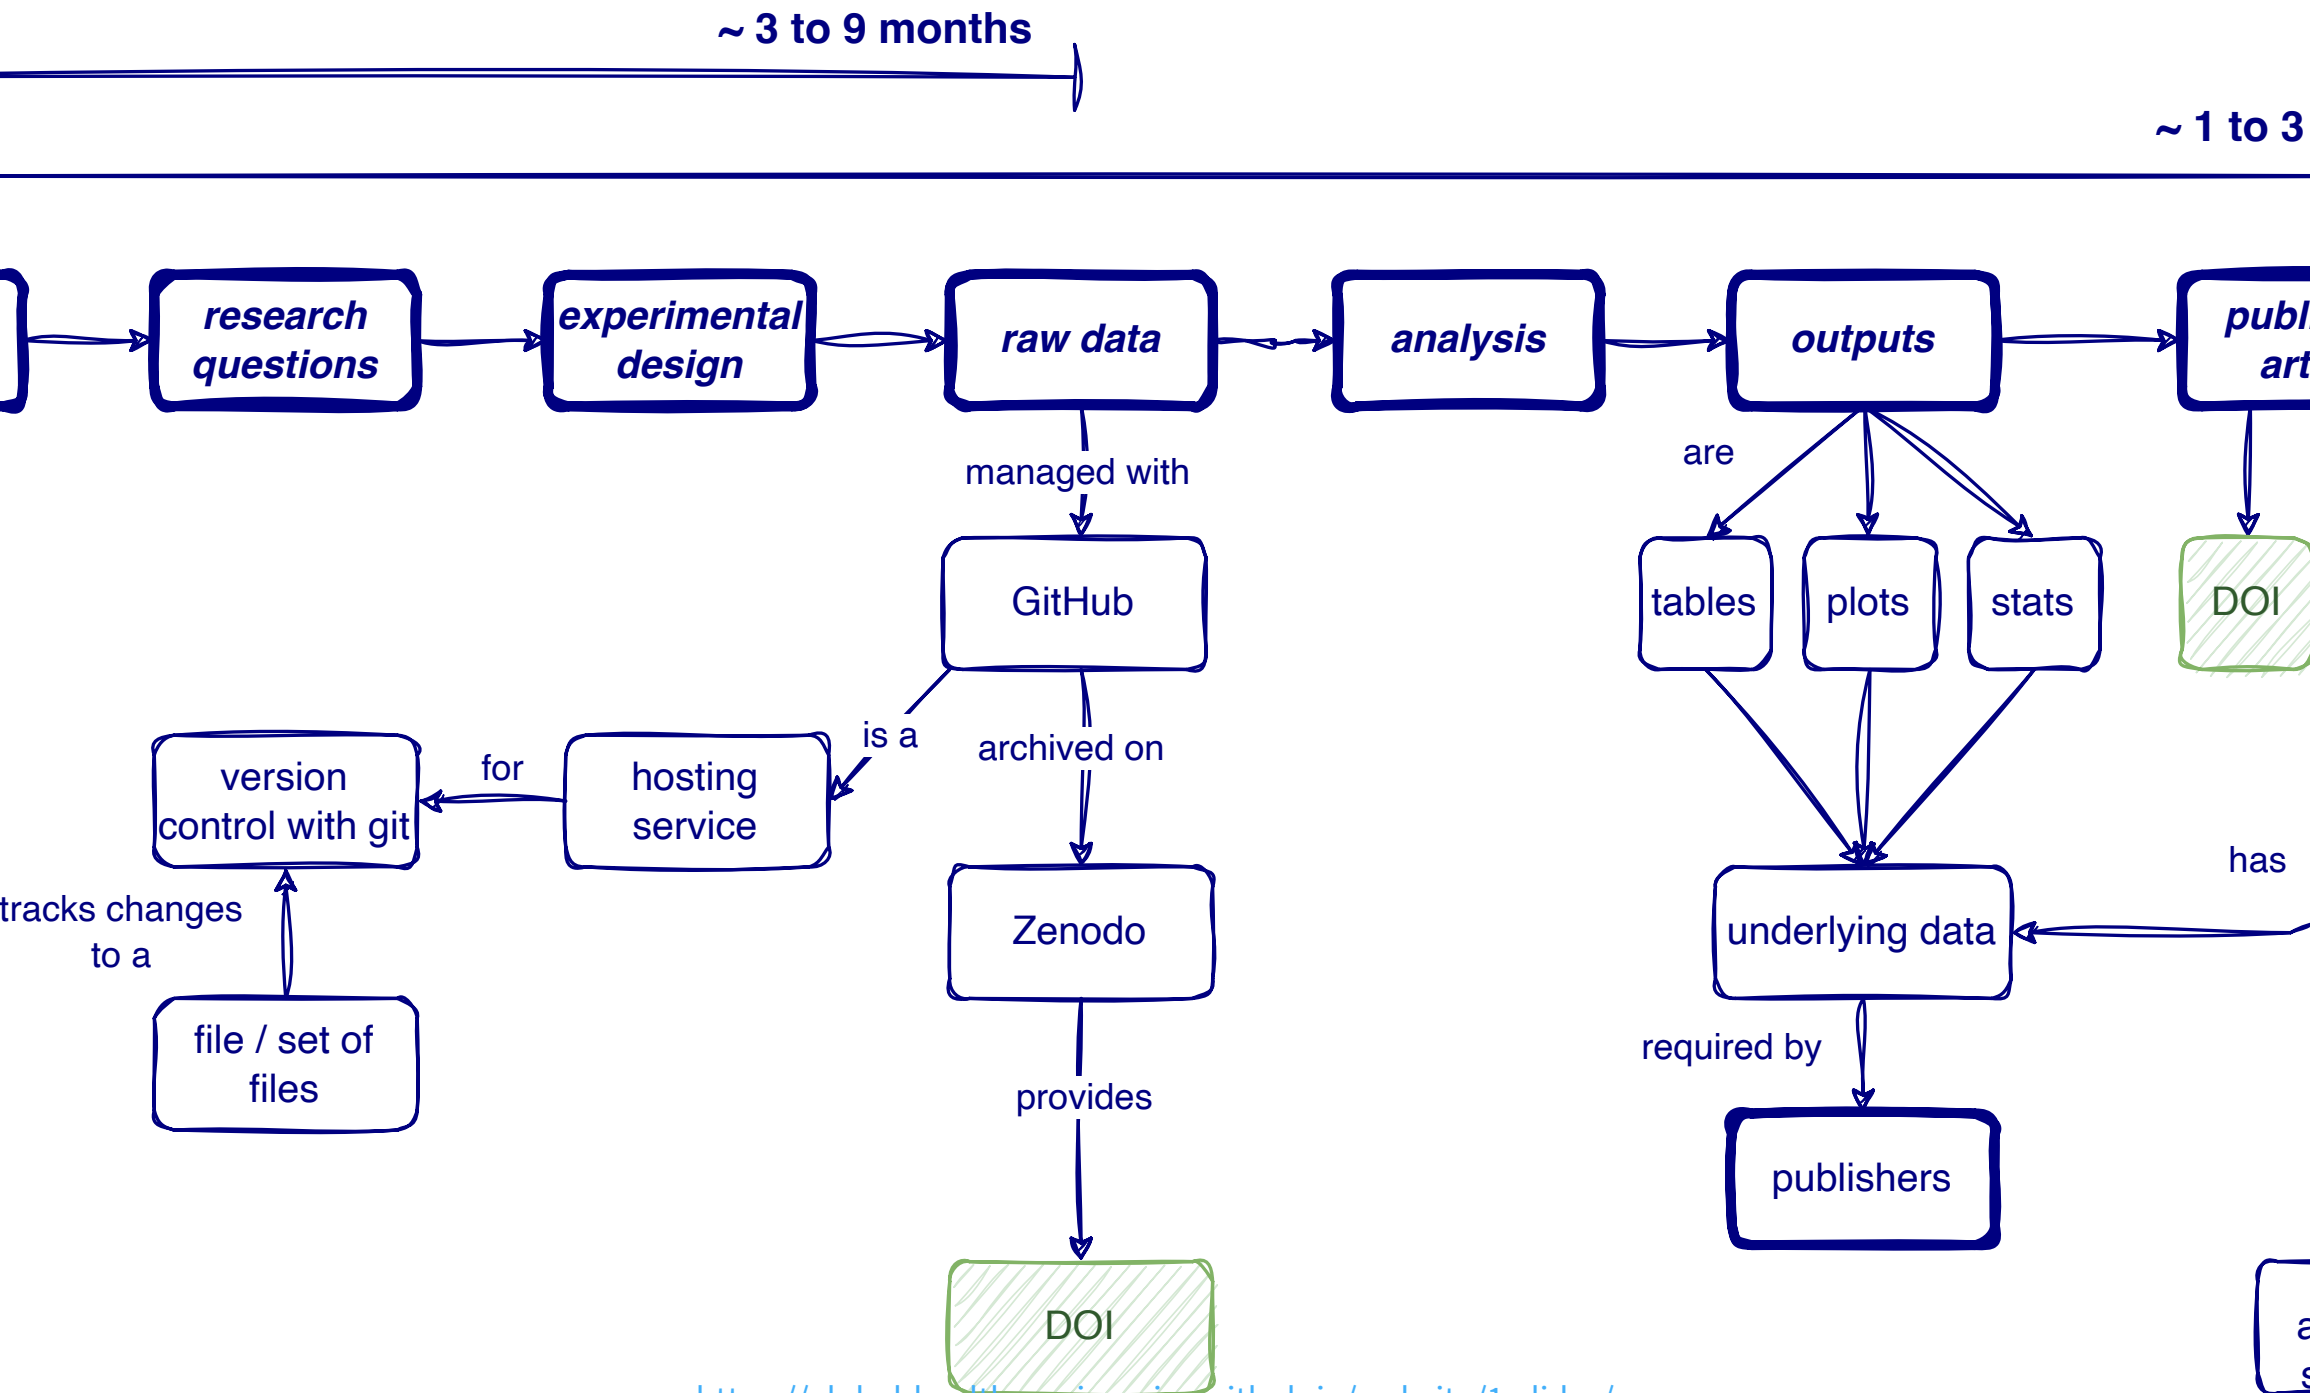 ~ 3 to 9 months
~ 1 to 3
research
questions
experimental
design
raw data
analysis
outputs
managed with
are
GitHub
tables
plots
stats
DOI
is a
archived on
version
control with git
for
hosting
service
has
tracks changes
to a
Zenodo
underlying data
file / set of
files
required by
provides
publishers
DOI